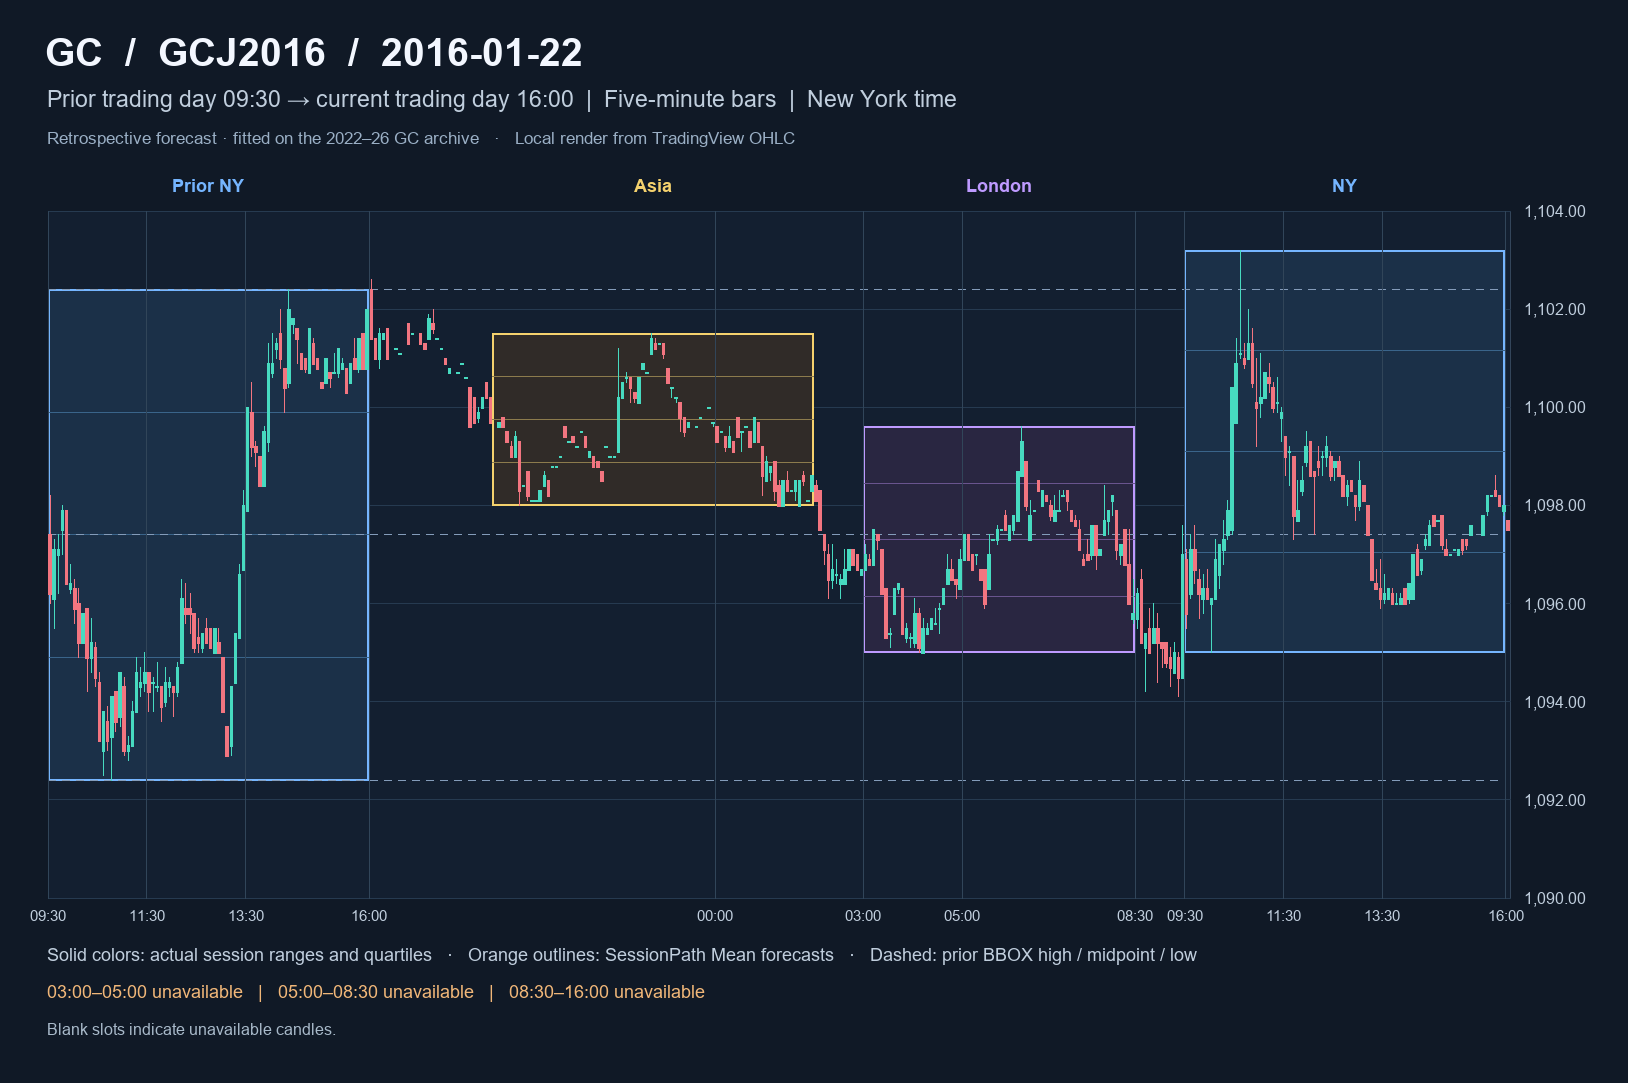 GC / GCJ2016 / 2016-01-22
Prior trading day 09:30 → current trading day 16:00 | Five-minute bars | New York time
Retrospective forecast · fitted on the 2022–26 GC archive · Local render from TradingView OHLC
Prior NY Asia London NY
1,104.00
1,102.00
1,100.00
1,098.00
1,096.00
1,094.00
1,092.00
1,090.00
09:30 11:30 13:30 16:00 00:00 03:00 05:00 08:30 09:30 11:30 13:30 16:00
Solid colors: actual session ranges and quartiles · Orange outlines: SessionPath Mean forecasts · Dashed: prior BBOX high / midpoint / low
03:00–05:00 unavailable | 05:00–08:30 unavailable | 08:30–16:00 unavailable
Blank slots indicate unavailable candles.